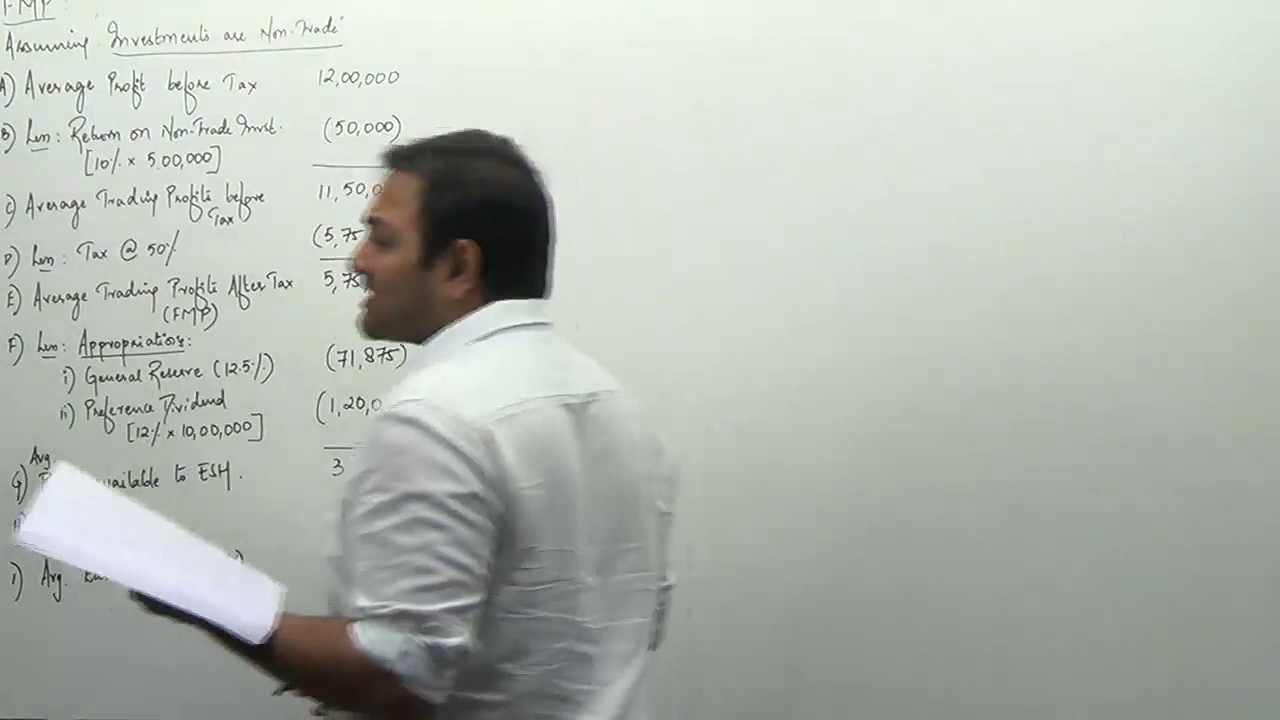 FMP:
Assuming Investments are Non-Trade
A) Average Profit before Tax 12,00,000
B) Less: Return on Non-Trade Invst. (50,000)
[10% x 5,00,000]
C) Average Trading Profits before Tax 11,50,0
D) Less: Tax @ 50% (5,75
E) Average Trading Profits After Tax 5,75
(FMP)
F) Less: Appropriations:
i) General Reserve (12.5%) (71,875)
ii) Preference Dividend (1,20,0
[12% x 10,00,000]
Avg.
G) available to ESH. 3
I) Avg.